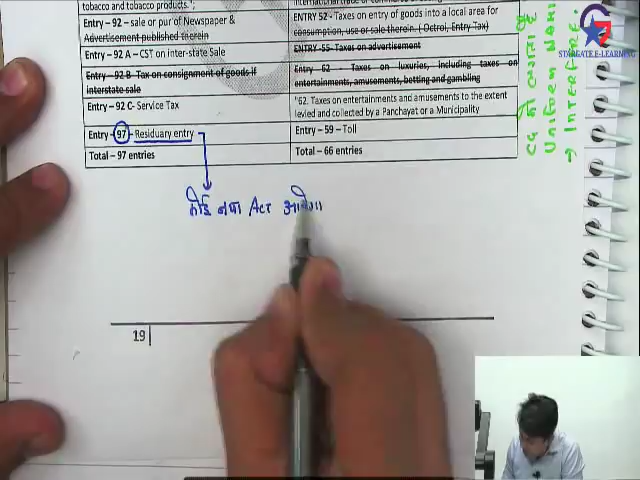 tobacco and tobacco products.";
Entry – 92 – sale or pur of Newspaper &
Advertisement published therein
Entry – 92 A – CST on inter-state Sale
Entry – 92 B- Tax on consignment of goods if
interstate sale
Entry – 92 C- Service Tax
Entry – 97 - Residuary entry
Total – 97 entries
ENTRY 52 - Taxes on entry of goods into a local area for
consumption, use or sale therein. ( Octroi, Entry Tax)
ENTRY-55- Taxes on advertisement
Entry - 62 - Taxes on luxuries, including taxes on
entertainments, amusements, betting and gambling
"62. Taxes on entertainments and amusements to the extent
levied and collected by a Panchayat or a Municipality
Entry – 59 – Toll
Total – 66 entries
कोई नया Act
19
STARGATE E-LEARNING
Uniform
→ INTERFERE.